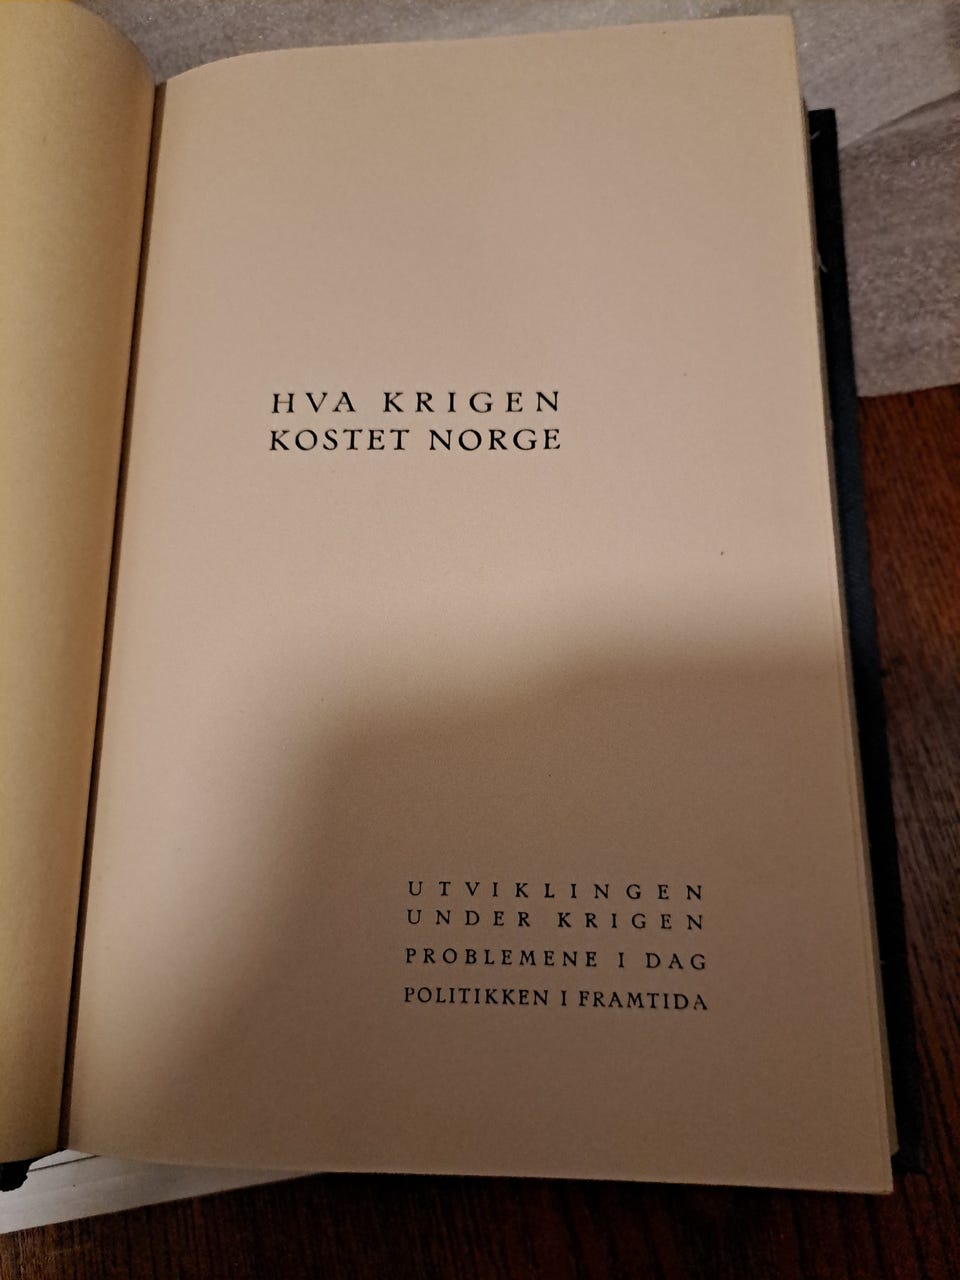 HVA KRIGEN
KOSTET NORGE
UTVIKLINGEN
UNDER KRIGEN
PROBLEMENE I DAG
POLITIKKEN I FRAMTIDA